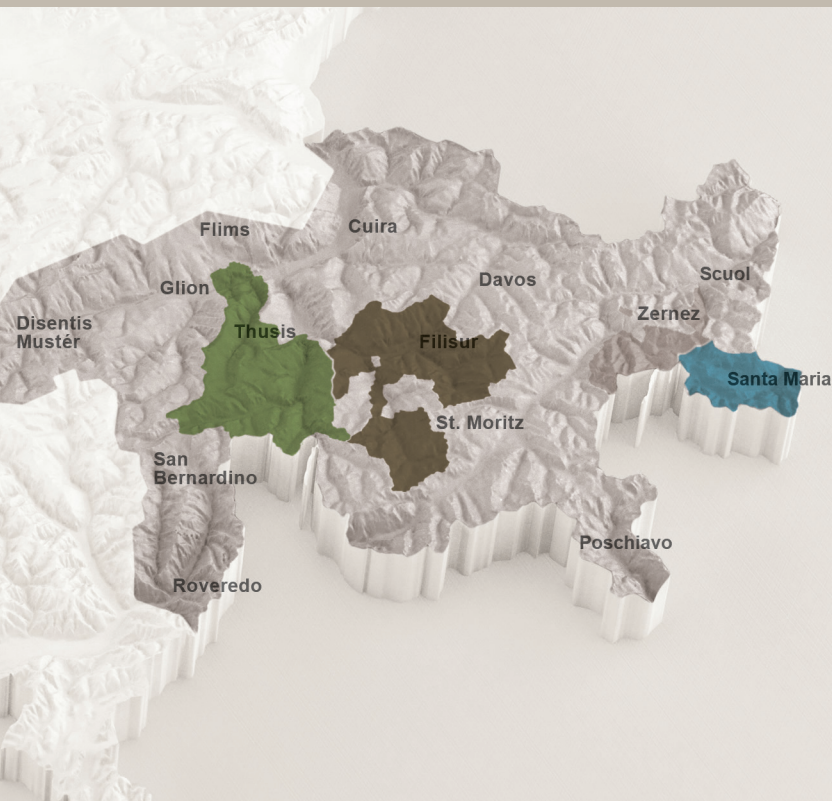 Flims
Cuira
Davos
Scuol
Glion
Zernez
Disentis
Mustér
Thusis
Filisur
Santa Maria
St. Moritz
San
Bernardino
Poschiavo
Roveredo